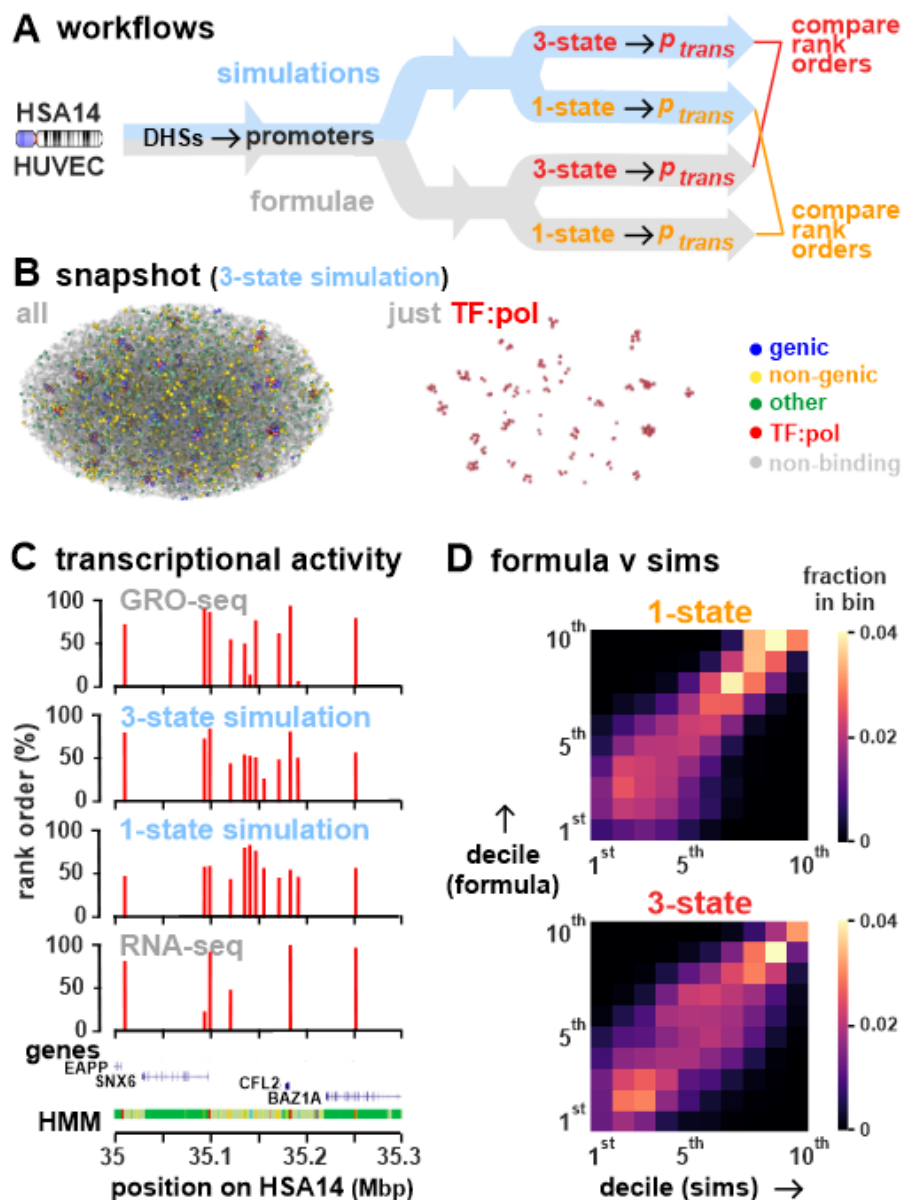 A workflows
simulations
HSA14
HUVEC
DHSs → promoters
formulae
3-state → p trans
1-state → p trans
3-state → p trans
1-state → p trans
compare
rank
orders
compare
rank
orders
B snapshot (3-state simulation)
all
just TF:pol
genic
non-genic
other
TF:pol
non-binding
C transcriptional activity
rank order (%)
GRO-seq
100
50
0
3-state simulation
100
50
0
1-state simulation
100
50
0
RNA-seq
100
50
0
genes
EAPP
SNX6
CFL2
BAZ1A
HMM
35 35.1 35.2 35.3
position on HSA14 (Mbp)
D formula v sims
fraction
in bin
1-state
10th
5th
1st
1st 5th 10th
0.04
0.02
0
↑
decile
(formula)
3-state
10th
5th
1st
1st 5th 10th
0.04
0.02
0
decile (sims) →